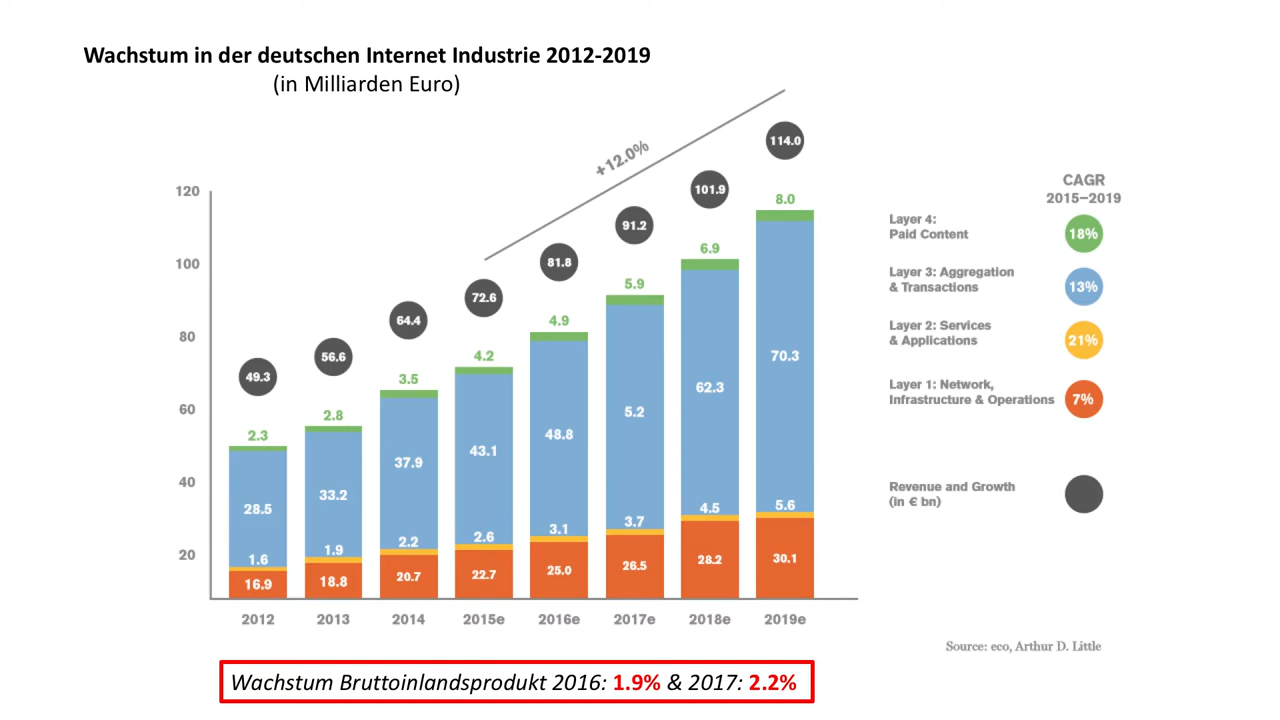 Wachstum in der deutschen Internet Industrie 2012-2019
(in Milliarden Euro)
+12.0%
120
100
80
60
40
20
49.3
56.6
64.4
72.6
81.8
91.2
101.9
114.0
2.3
2.8
3.5
4.2
4.9
5.9
6.9
8.0
28.5
33.2
37.9
43.1
48.8
5.2
62.3
70.3
1.6
1.9
2.2
2.6
3.1
3.7
4.5
5.6
16.9
18.8
20.7
22.7
25.0
26.5
28.2
30.1
2012
2013
2014
2015e
2016e
2017e
2018e
2019e
CAGR
2015–2019
Layer 4:
Paid Content
18%
Layer 3: Aggregation
& Transactions
13%
Layer 2: Services
& Applications
21%
Layer 1: Network,
Infrastructure & Operations
7%
Revenue and Growth
(in € bn)
Source: eco, Arthur D. Little
Wachstum Bruttoinlandsprodukt 2016: 1.9% & 2017: 2.2%